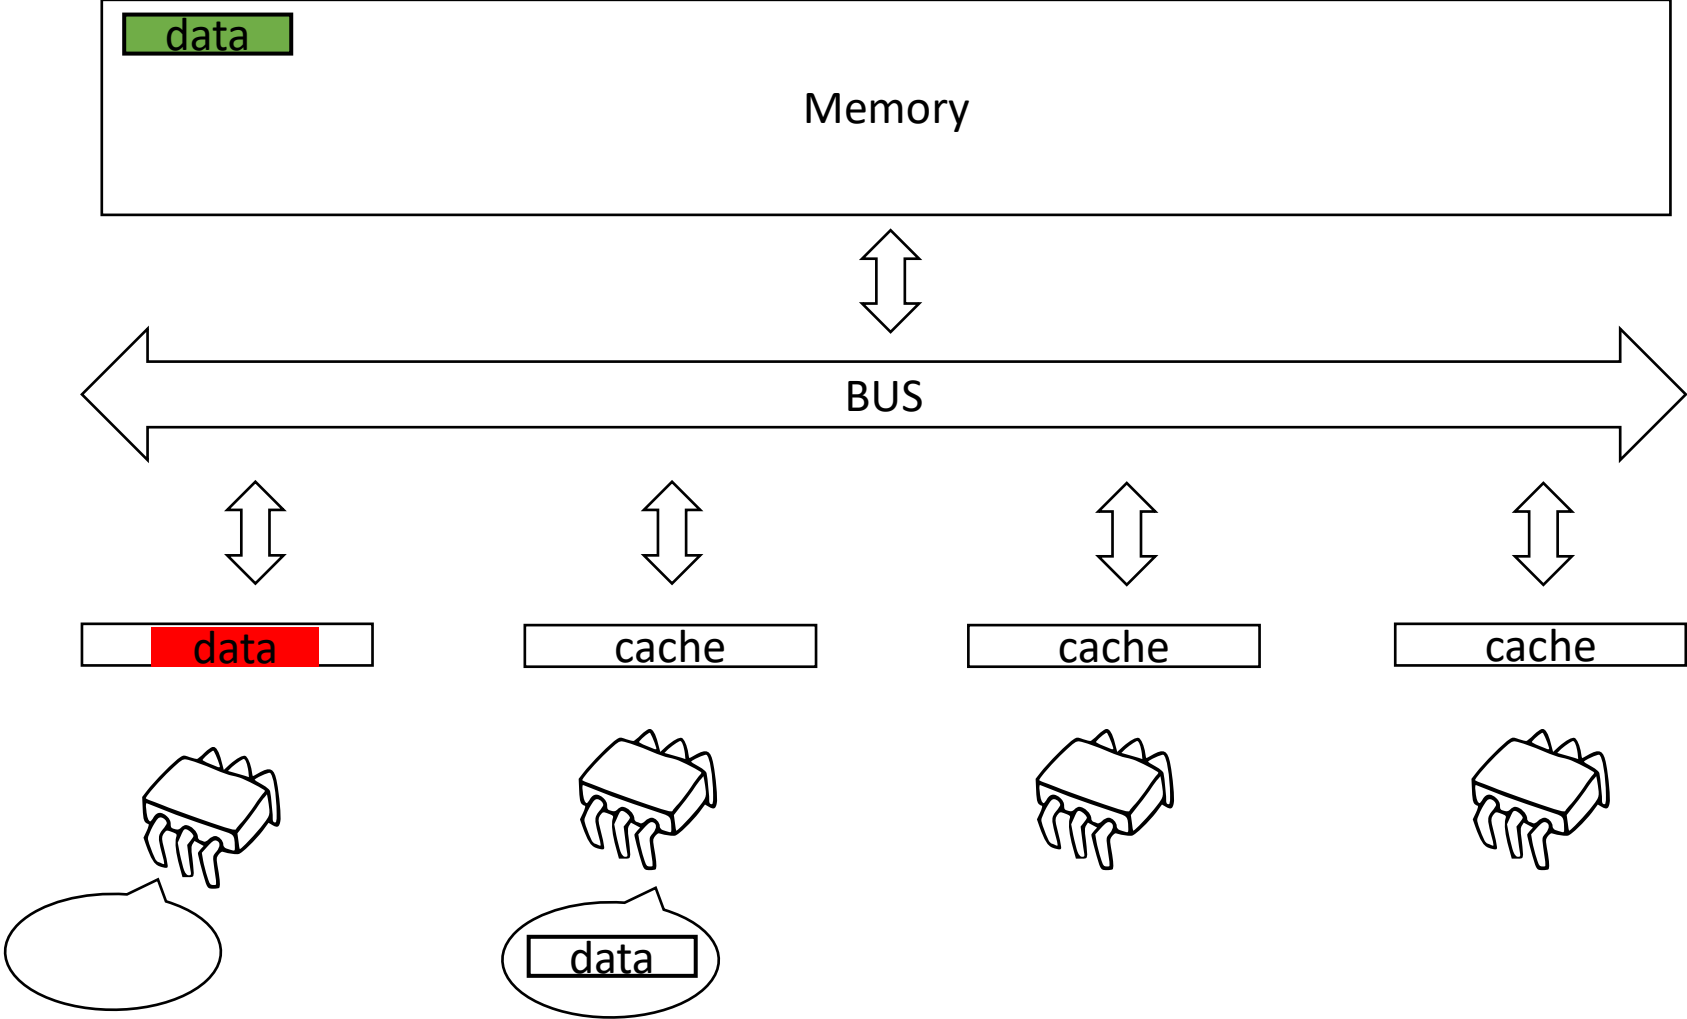 data
Memory
BUS
data
cache
cache
cache
data